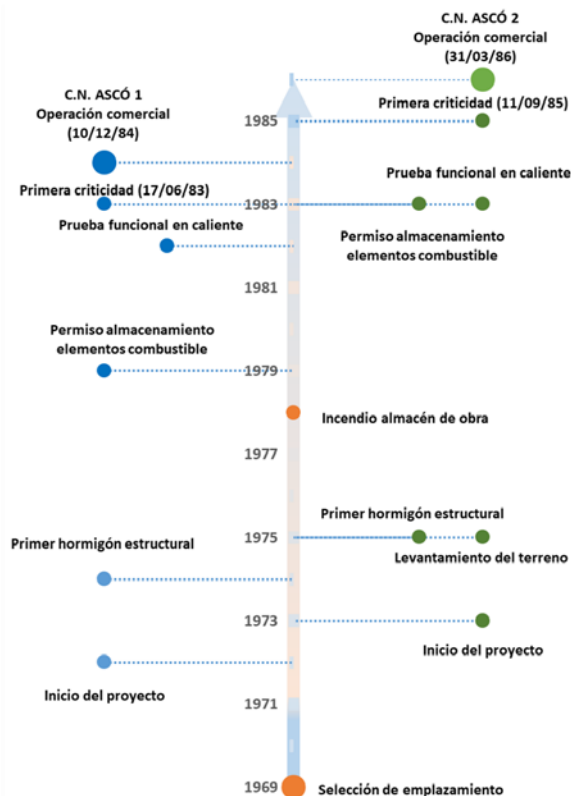 C.N. ASCÓ 2
Operación comercial
(31/03/86)
C.N. ASCÓ 1
Operación comercial
(10/12/84)
Primera criticidad (11/09/85)
1985
Prueba funcional en caliente
Primera criticidad (17/06/83)
1983
Prueba funcional en caliente
Permiso almacenamiento
elementos combustible
1981
Permiso almacenamiento
elementos combustible
1979
Incendio almacén de obra
1977
Primer hormigón estructural
1975
Primer hormigón estructural
Levantamiento del terreno
1973
Inicio del proyecto
Inicio del proyecto
1971
1969
Selección de emplazamiento